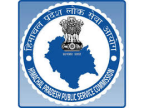 हिमाचल प्रदेश लोक सेवा आयोग
HIMACHAL PRADESH PUBLIC SERVICE COMMISSION